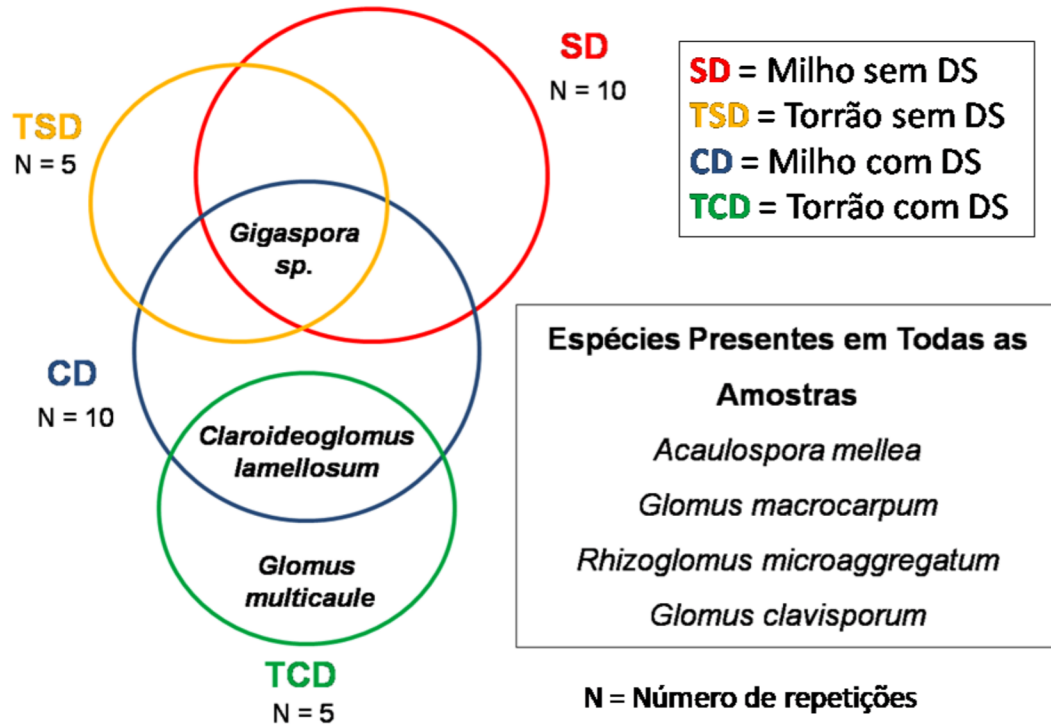 SD
N = 10
TSD
N = 5
Gigaspora
sp.
CD
N = 10
Claroideoglomus
lamellosum
Glomus
multicaule
TCD
N = 5
SD = Milho sem DS
TSD = Torrão sem DS
CD = Milho com DS
TCD = Torrão com DS
Espécies Presentes em Todas as
Amostras
Acaulospora mellea
Glomus macrocarpum
Rhizoglomus microaggregatum
Glomus clavisporum
N = Número de repetições